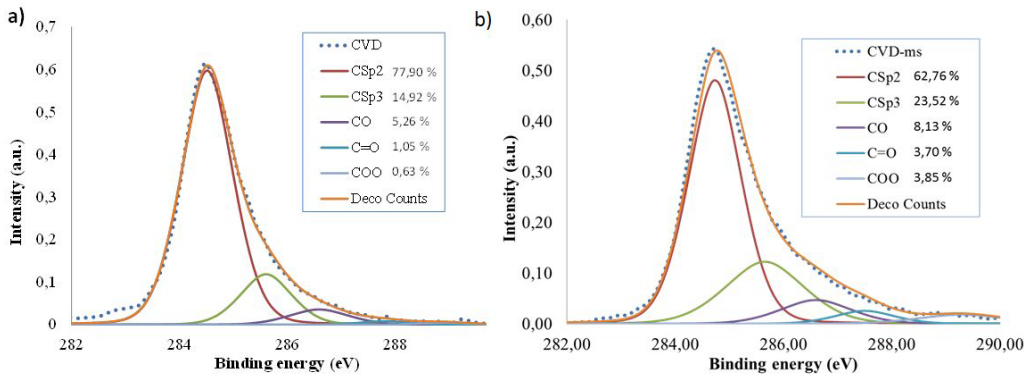 a)
0,7
0,6
0,5
0,4
0,3
0,2
0,1
0
Intensity (a.u.)
282
284
286
288
Binding energy (eV)
CVD
CSp2 77,90 %
CSp3 14,92 %
CO 5,26 %
C=O 1,05 %
COO 0,63 %
Deco Counts
b)
0,60
0,50
0,40
0,30
0,20
0,10
0,00
Intensity (a.u.)
282,00
284,00
286,00
288,00
290,00
Binding energy (eV)
CVD-ms
CSp2 62,76 %
CSp3 23,52 %
CO 8,13 %
C=O 3,70 %
COO 3,85 %
Deco Counts